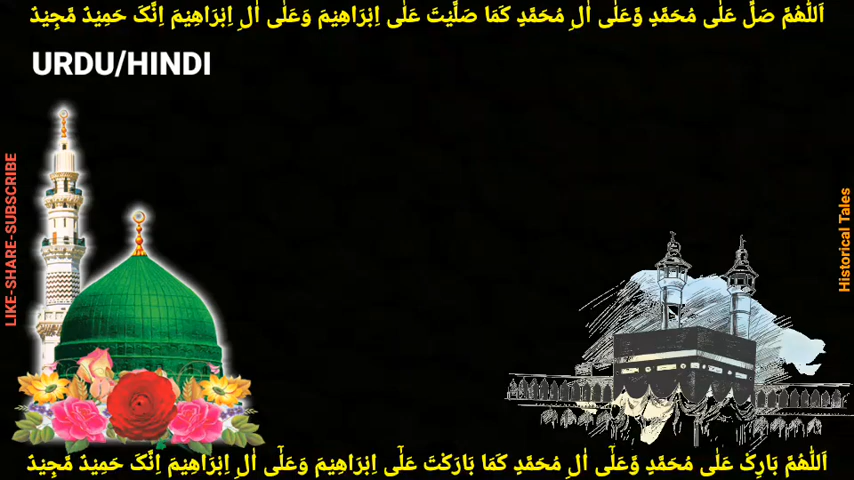 اَللّٰهُمَّ صَلِّ عَلٰى مُحَمَّدٍ وَّعَلٰى اٰلِ مُحَمَّدٍ كَمَا صَلَّيْتَ عَلٰى اِبْرَاهِيْمَ وَعَلٰى اٰلِ اِبْرَاهِيْمَ اِنَّکَ حَمِيْدٌ مَّجِيْدٌ
URDU/HINDI
LIKE-SHARE-SUBSCRIBE
Historical Tales
اَللّٰهُمَّ بَارِکْ عَلٰى مُحَمَّدٍ وَّعَلٰٓى اٰلِ مُحَمَّدٍ كَمَا بَارَكْتَ عَلٰٓى اِبْرَاهِيْمَ وَعَلٰٓى اٰلِ اِبْرَاهِيْمَ اِنَّکَ حَمِيْدٌ مَّجِيْدٌ